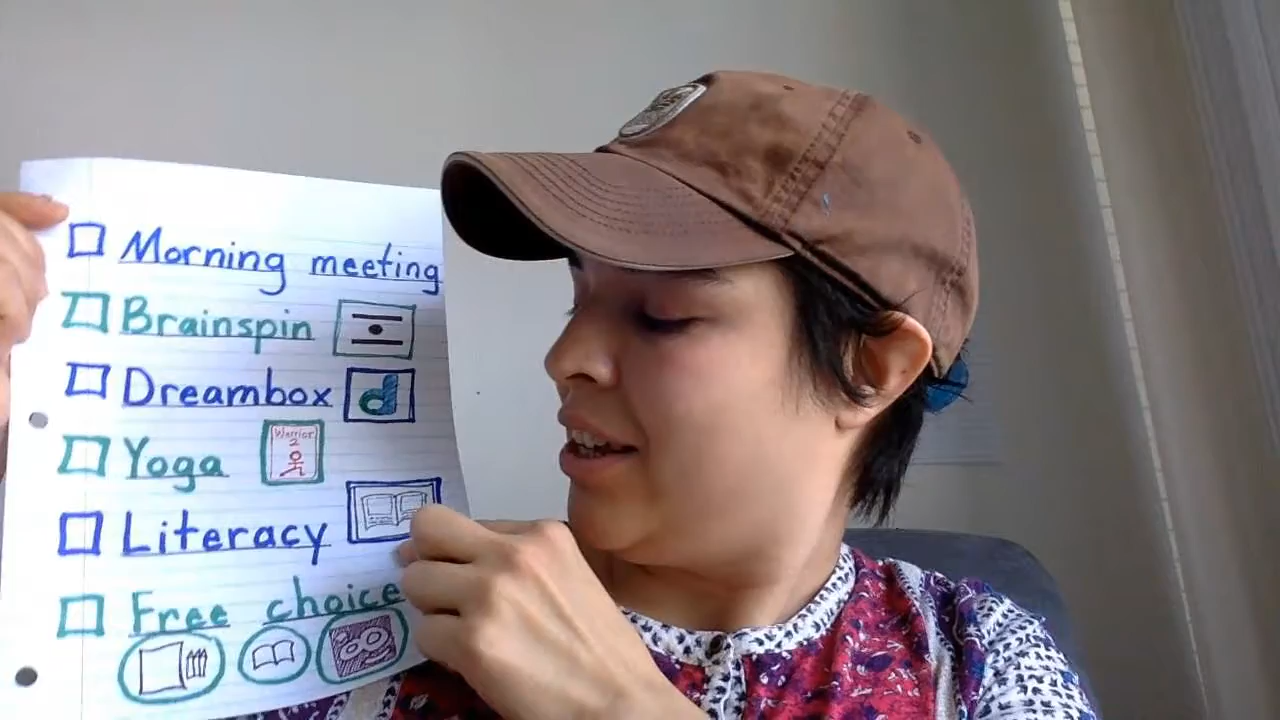 Morning meeting
Brainspin
Dreambox d
Yoga Warrior 2
Literacy
Free choice